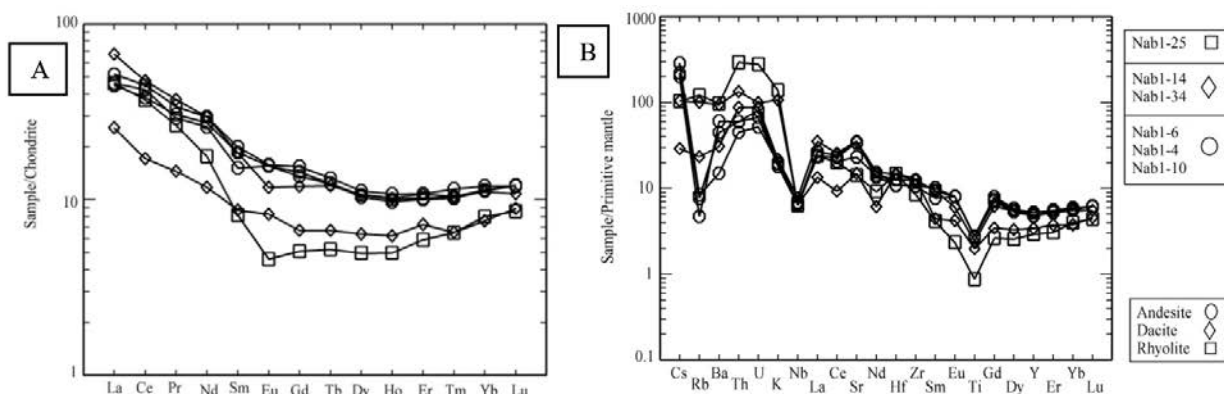 A
Sample/Chondrite
100
10
1
La Ce Pr Nd Sm Eu Gd Tb Dy Ho Er Tm Yb Lu
B
Sample/Primitive mantle
1000
100
10
1
0.1
Cs Rb Ba Th U K Nb La Ce Sr Nd Hf Zr Sm Eu Ti Gd Dy Y Er Yb Lu
Nab1-25
Nab1-14
Nab1-34
Nab1-6
Nab1-4
Nab1-10
Andesite
Dacite
Rhyolite